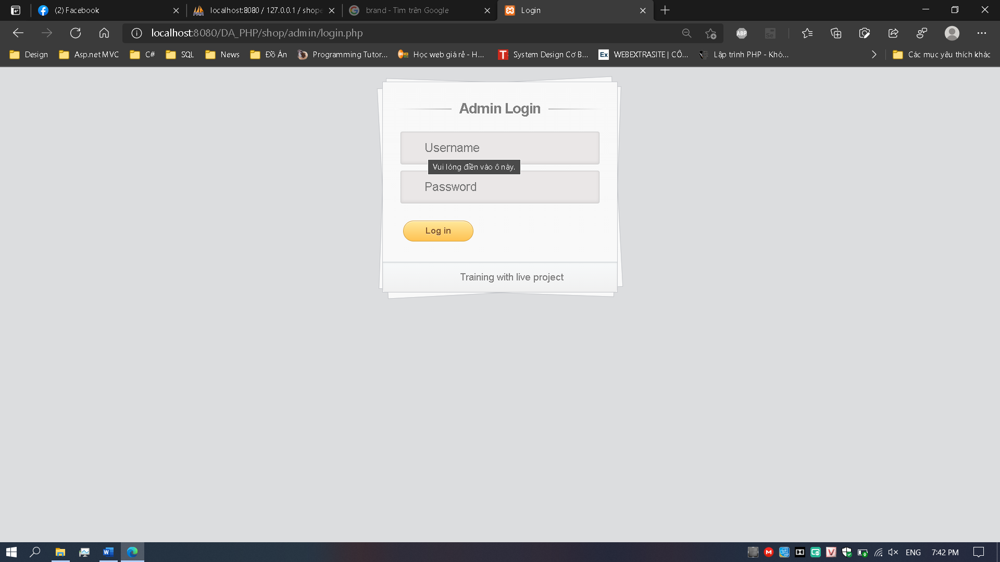 (2) Facebook
localhost:8080 / 127.0.0.1 / shope
brand - Tìm trên Google
Login
localhost:8080/DA_PHP/shop/admin/login.php
ABP
Se
Design
Asp.net MVC
C#
SQL
News
Đồ Án
Programming Tutor...
Học web giá rẻ - H...
System Design Cơ B...
Ex
WEBEXTRASITE | CÔ...
Lập trình PHP - Khó...
Các mục yêu thích khác
Admin Login
Username
Vui lòng điền vào ô này.
Password
Log in
Training with live project
ENG
7:42 PM